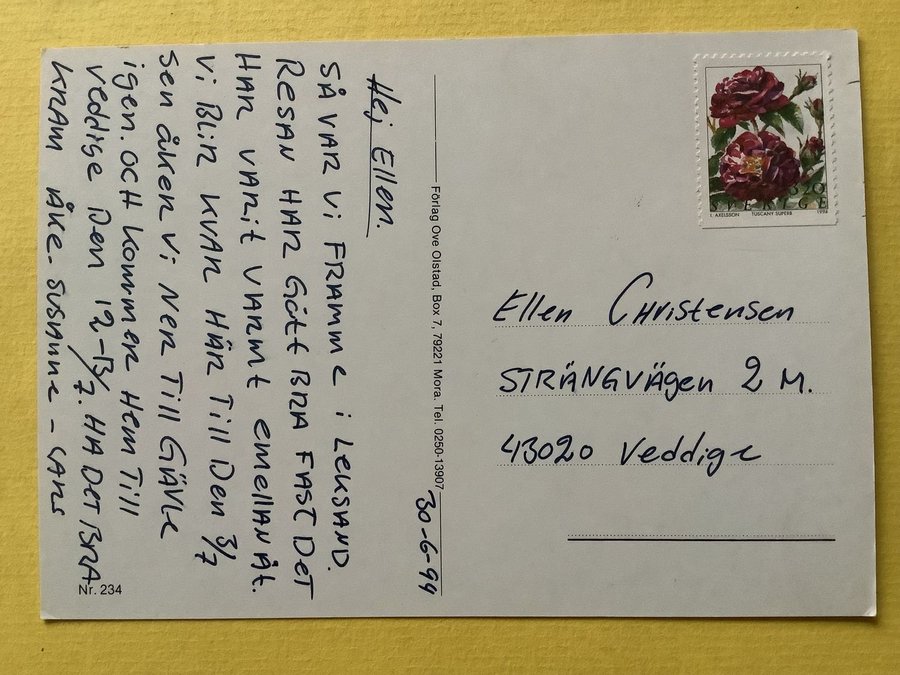 30-6-99
Hej Ellen.
SÅ VAR Vi FRAMME i LEKSAND.
RESAN HAR GÅTT BRA FAST DET
HAR VARIT VARMT EMELLANÅT.
Vi BLIR KVAR HÄR Till DEN 3/7
SEN ÅKER Vi NER Till GÄVLE
igEN. OCH KOMMER HEM Till
VEDDIGE DEN 12-13/7. HA DET BRA
KRAM ÅKE. SUSANNE - LARS
Nr. 234
Förlag Ove Olstad, Box 7, 79221 Mora. Tel. 0250-13907
3.20
SVERIGE
I: AXELSSON TUSCANY SUPERB 1994
Ellen Christensen
STRÄNGVÄgen 2 M.
43020 Veddige